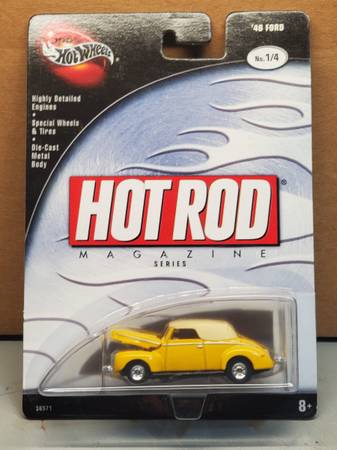 HOT WHEELS
'40 FORD
No. 1/4
Highly Detailed
Engines
•
Special Wheels
& Tires
•
Die-Cast
Metal
Body
HOT ROD®
MAGAZINE
SERIES
8+